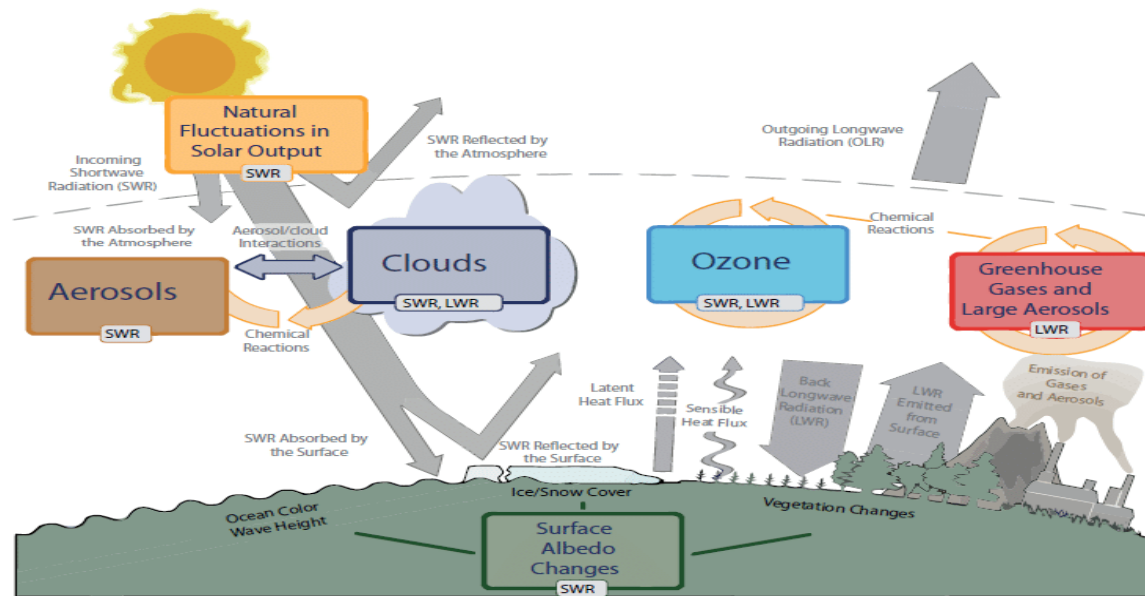 Natural
Fluctuations in
Solar Output
SWR
Incoming
Shortwave
Radiation (SWR)
SWR Reflected by
the Atmosphere
Outgoing Longwave
Radiation (OLR)
SWR Absorbed by
the Atmosphere
Aerosol/cloud
Interactions
Chemical
Reactions
Aerosols
SWR
Clouds
SWR, LWR
Ozone
SWR, LWR
Greenhouse
Gases and
Large Aerosols
LWR
Chemical
Reactions
Emission of
Gases
and Aerosols
Latent
Heat Flux
Sensible
Heat Flux
Back
Longwave
Radiation
(LWR)
LWR
Emitted
from
Surface
SWR Absorbed by
the Surface
SWR Reflected by
the Surface
Ice/Snow Cover
Ocean Color
Wave Height
Vegetation Changes
Surface
Albedo
Changes
SWR